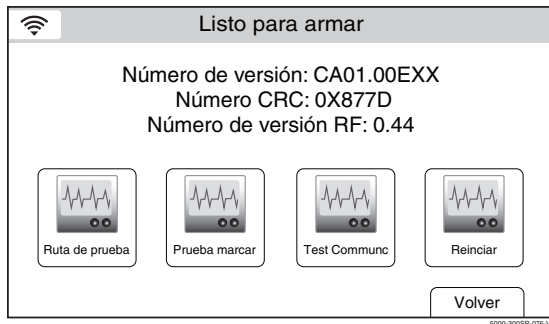 Listo para armar
Número de versión: CA01.00EXX
Número CRC: 0X877D
Número de versión RF: 0.44
Ruta de prueba
Prueba marcar
Test Communc
Reinciar
Volver